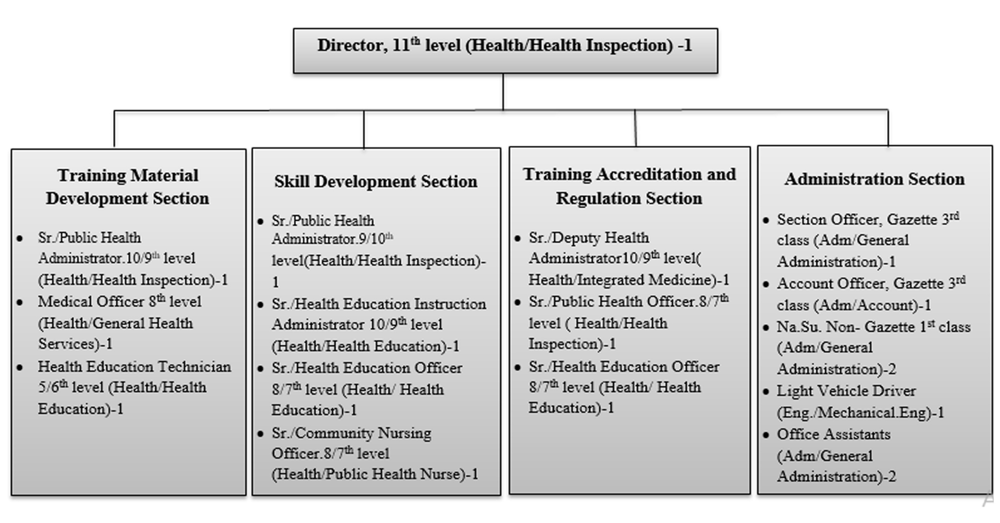 Director, 11th level (Health/Health Inspection) -1
Training Material
Development Section
• Sr./Public Health
Administrator.10/9th level
(Health/Health Inspection)-1
• Medical Officer 8th level
(Health/General Health
Services)-1
• Health Education Technician
5/6th level (Health/Health
Education)-1
Skill Development Section
• Sr./Public Health
Administrator.9/10th
level(Health/Health Inspection)-
1
• Sr./Health Education Instruction
Administrator 10/9th level
(Health/Health Education)-1
• Sr./Health Education Officer
8/7th level (Health/ Health
Education)-1
• Sr./Community Nursing
Officer.8/7th level
(Health/Public Health Nurse)-1
Training Accreditation and
Regulation Section
• Sr./Deputy Health
Administrator10/9th level(
Health/Integrated Medicine)-1
• Sr./Public Health Officer.8/7th
level ( Health/Health
Inspection)-1
• Sr./Health Education Officer
8/7th level (Health/ Health
Education)-1
Administration Section
• Section Officer, Gazette 3rd
class (Adm/General
Administration)-1
• Account Officer, Gazette 3rd
class (Adm/Account)-1
• Na.Su. Non- Gazette 1st class
(Adm/General
Administration)-2
• Light Vehicle Driver
(Eng./Mechanical.Eng)-1
• Office Assistants
(Adm/General
Administration)-2